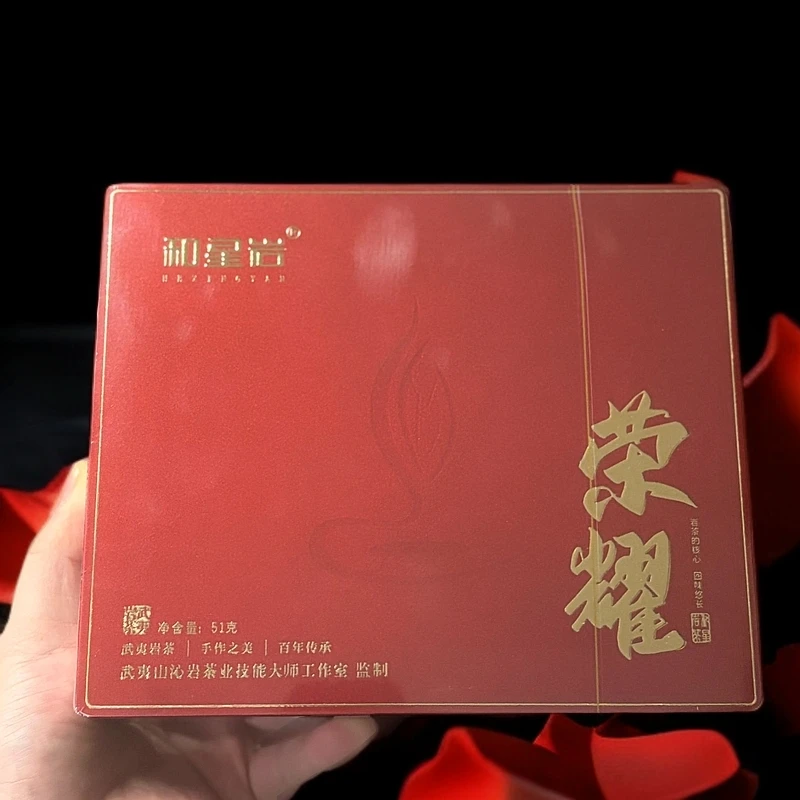 和星岩®
HEXINGYAN
荣耀
岩茶的核心 回味悠长
净含量：51克
武夷岩茶 | 手作之美 | 百年传承
武夷山沁岩茶业技能大师工作室 监制